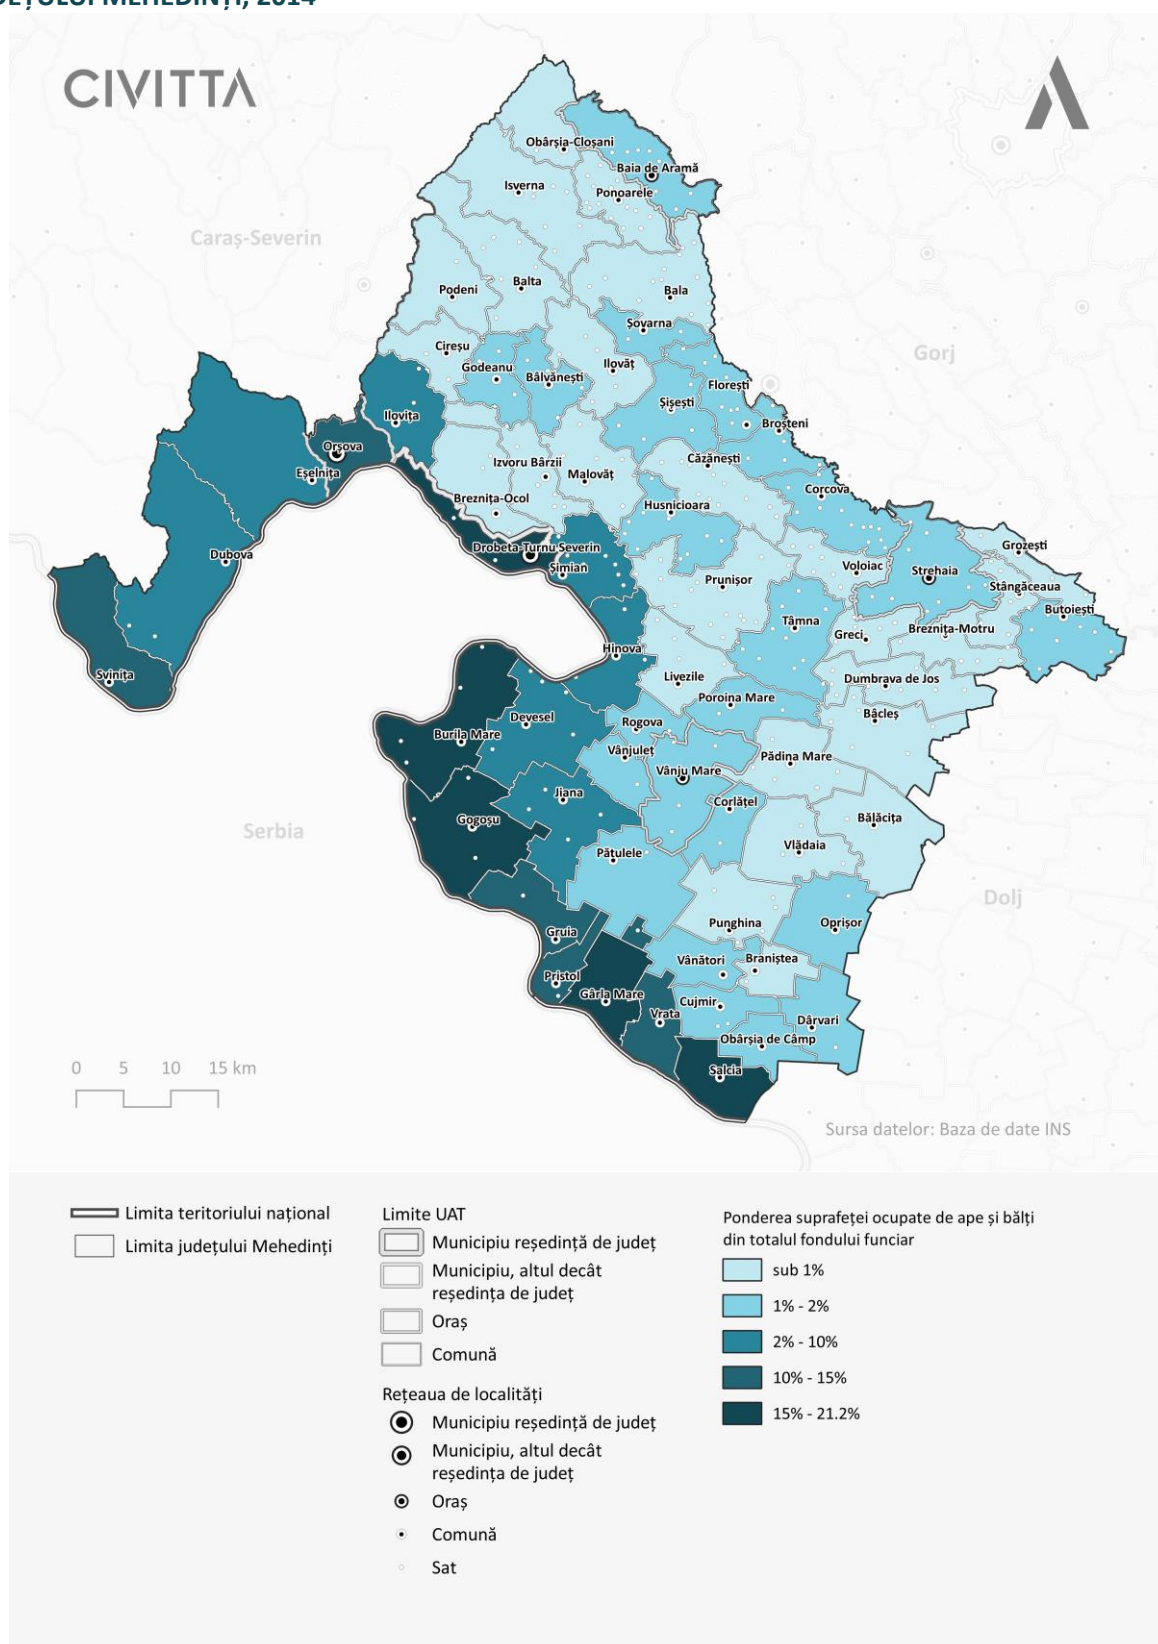 DEȚULUI MEHEDINȚI, 2014
CIVITTA
Obârșia-Cloșani
Baia de Aramă
Isverna
Ponoarele
Caraș-Severin
Balta
Podeni
Bala
Șovarna
Gorj
Cireșu
Godeanu
Ilovăț
Bâlvănești
Florești
Șișești
Ilovița
Broșteni
Orșova
Căzănești
Izvoru Bârzii
Malovăț
Eșelnița
Corcova
Breznița-Ocol
Husnicioara
Drobeta-Turnu Severin
Grozești
Dubova
Șimian
Voloiac
Strehaia
Prunișor
Stângăceaua
Butoiești
Tâmna
Greci
Breznița-Motru
Hinova
Svinița
Livezile
Dumbrava de Jos
Poroina Mare
Bâcleș
Devesel
Rogova
Burila Mare
Vânjuleț
Pădina Mare
Vânju Mare
Jiana
Corlățel
Gogoșu
Bălăcița
Serbia
Vlădaia
Pătulele
Dolj
Punghina
Oprișor
Gruia
Vânători
Braniștea
Pristol
Gârla Mare
Cujmir
Vrata
Dârvari
Obârșia de Câmp
Salcia
0 5 10 15 km
Sursa datelor: Baza de date INS
Limita teritoriului național
Limita județului Mehedinți
Limite UAT
Municipiu reședință de județ
Municipiu, altul decât
reședința de județ
Oraș
Comună
Rețeaua de localități
Municipiu reședință de județ
Municipiu, altul decât
reședința de județ
Oraș
Comună
Sat
Ponderea suprafeței ocupate de ape și bălți
din totalul fondului funciar
sub 1%
1% - 2%
2% - 10%
10% - 15%
15% - 21.2%